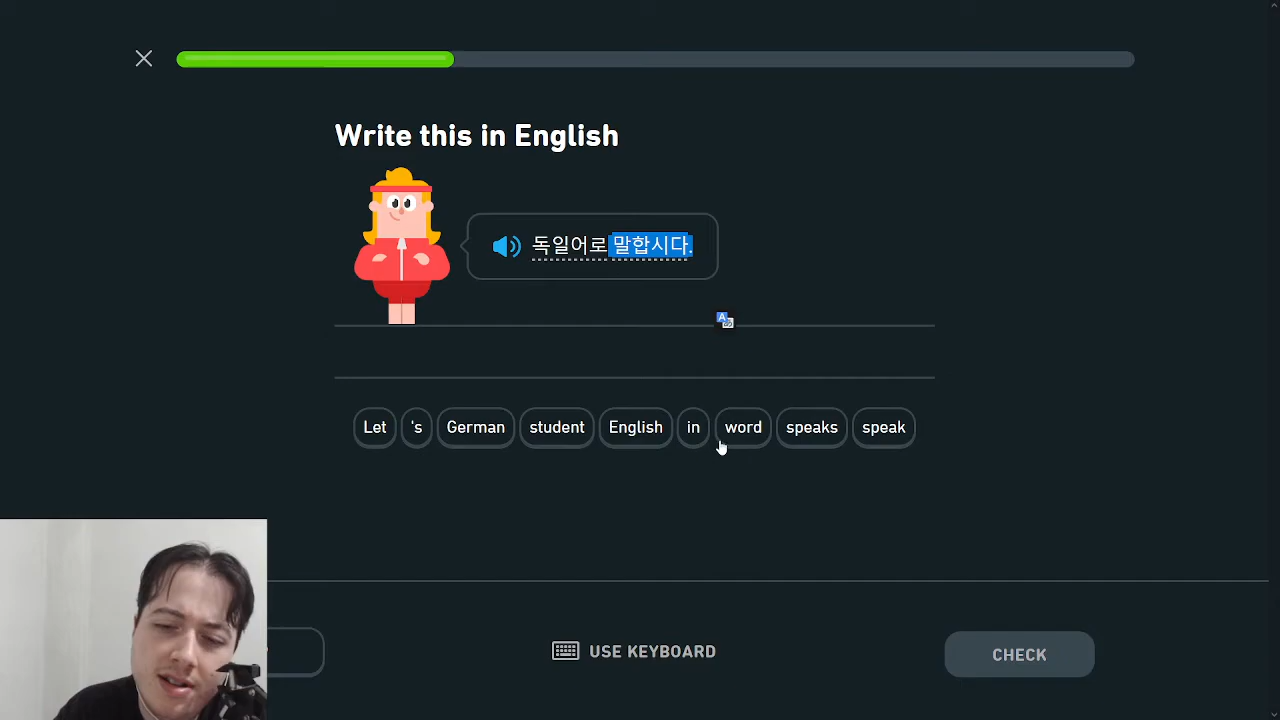 Write this in English
독일어로 말합시다.
Let 's German student English in word speaks speak
USE KEYBOARD
CHECK